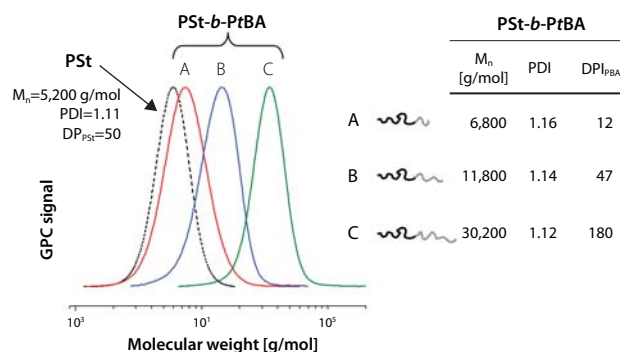 PSt-b-PtBA
A
B
C
PSt
Mn=5,200 g/mol
PDI=1.11
DPPSt=50
GPC signal
10³
10¹
10⁵
Molecular weight [g/mol]
PSt-b-PtBA
Mn [g/mol] PDI DPIPBA
A 6,800 1.16 12
B 11,800 1.14 47
C 30,200 1.12 180